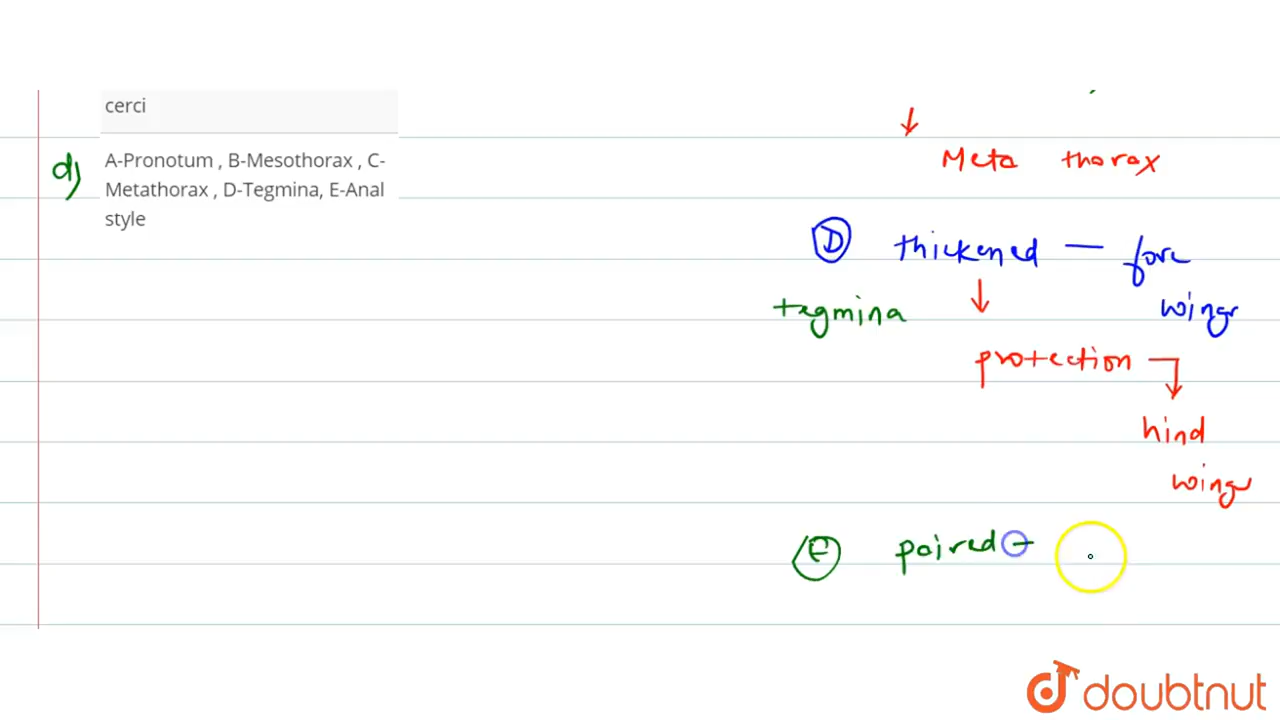 cerci
d)
A-Pronotum , B-Mesothorax , C-
Metathorax , D-Tegmina, E-Anal
style
↓
Meta thorax
D thickened — fore
wings
tegmina ↓
protection
↓
hind
wings
E paired -
doubtnut